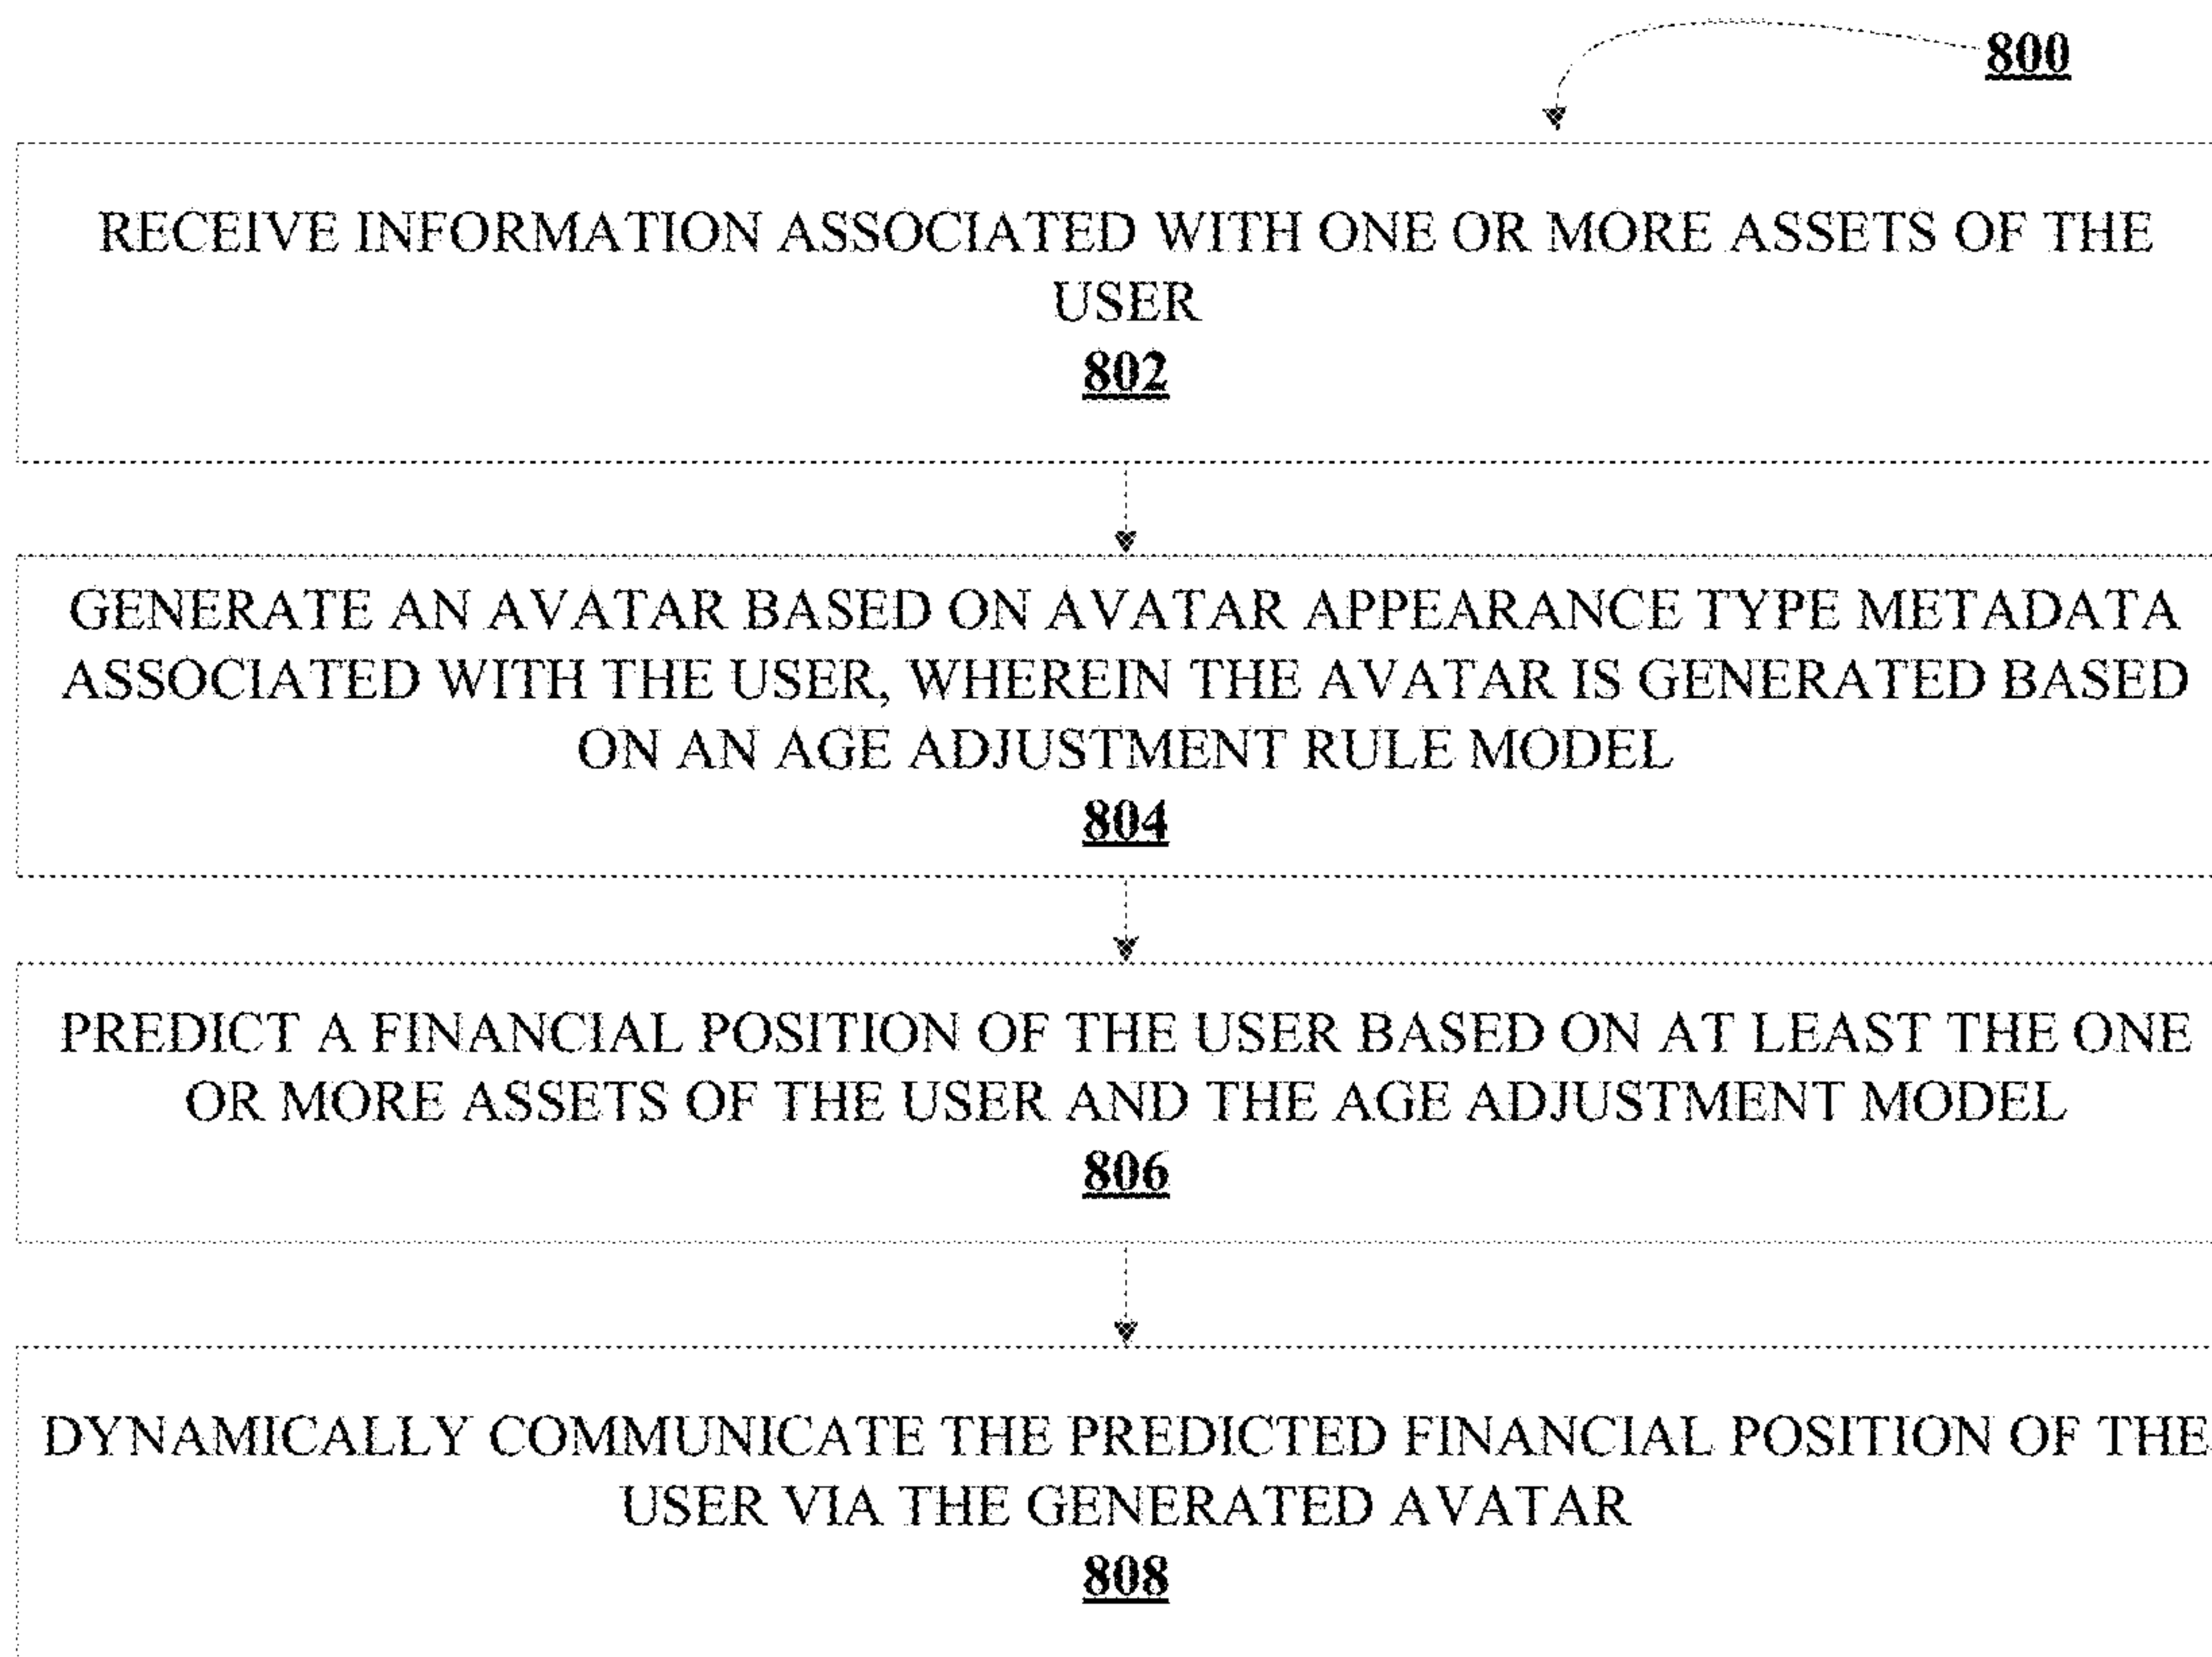 800
RECEIVE INFORMATION ASSOCIATED WITH ONE OR MORE ASSETS OF THE
USER
802
GENERATE AN AVATAR BASED ON AVATAR APPEARANCE TYPE METADATA
ASSOCIATED WITH THE USER, WHEREIN THE AVATAR IS GENERATED BASED
ON AN AGE ADJUSTMENT RULE MODEL
804
PREDICT A FINANCIAL POSITION OF THE USER BASED ON AT LEAST THE ONE
OR MORE ASSETS OF THE USER AND THE AGE ADJUSTMENT MODEL
806
DYNAMICALLY COMMUNICATE THE PREDICTED FINANCIAL POSITION OF THE
USER VIA THE GENERATED AVATAR
808